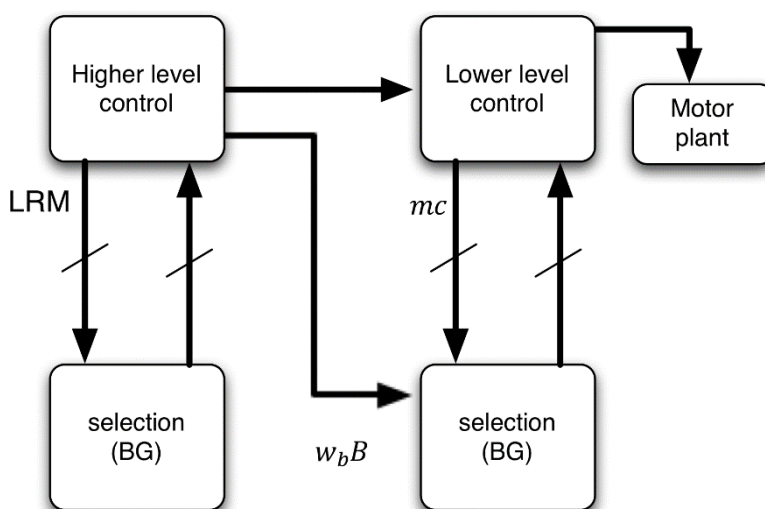 Higher level
control
Lower level
control
Motor
plant
LRM
mc
selection
(BG)
w_bB
selection
(BG)